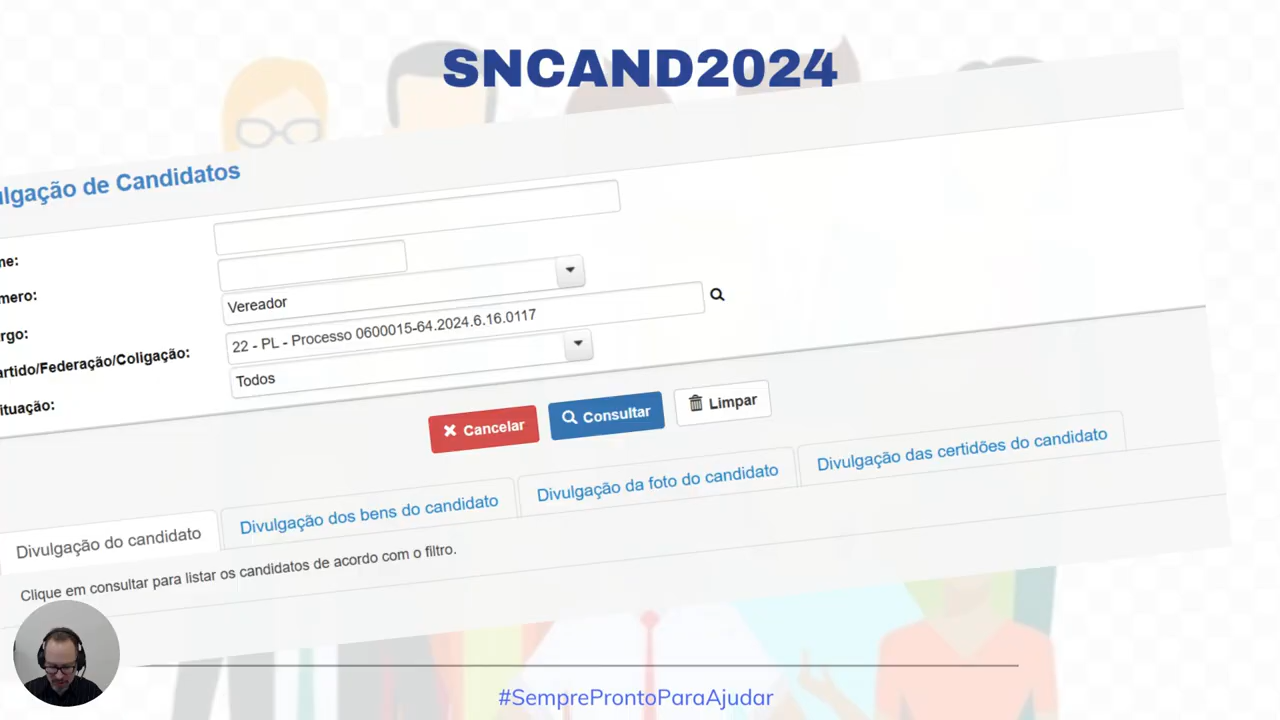 SNCAND2024
ulgação de Candidatos
me:
mero:
rgo:
Vereador
artido/Federação/Coligação:
22 - PL - Processo 0600015-64.2024.6.16.0117
ituação:
Todos
Cancelar
Consultar
Limpar
Divulgação do candidato
Divulgação dos bens do candidato
Divulgação da foto do candidato
Divulgação das certidões do candidato
Clique em consultar para listar os candidatos de acordo com o filtro.
#SempreProntoParaAjudar